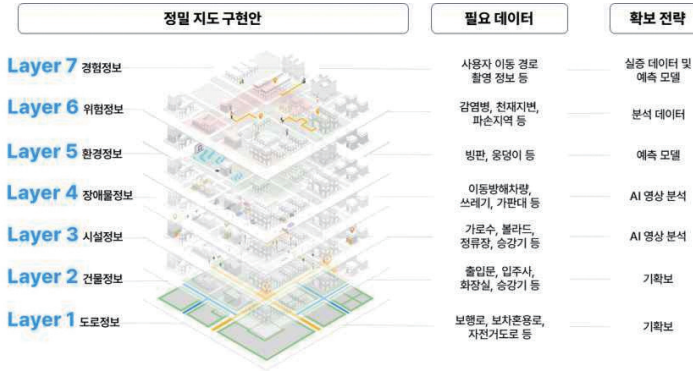 정밀 지도 구현안
필요 데이터
확보 전략
Layer 7 경험정보
사용자 이동 경로
촬영 정보 등
실증 데이터 및
예측 모델
Layer 6 위험정보
감염병, 천재지변,
파손지역 등
분석 데이터
Layer 5 환경정보
빙판, 웅덩이 등
예측 모델
Layer 4 장애물정보
이동방해차량,
쓰레기, 가판대 등
AI 영상 분석
Layer 3 시설정보
가로수, 볼라드,
정류장, 승강기 등
AI 영상 분석
Layer 2 건물정보
출입문, 입주사,
화장실, 승강기 등
기확보
Layer 1 도로정보
보행로, 보차혼용로,
자전거도로 등
기확보